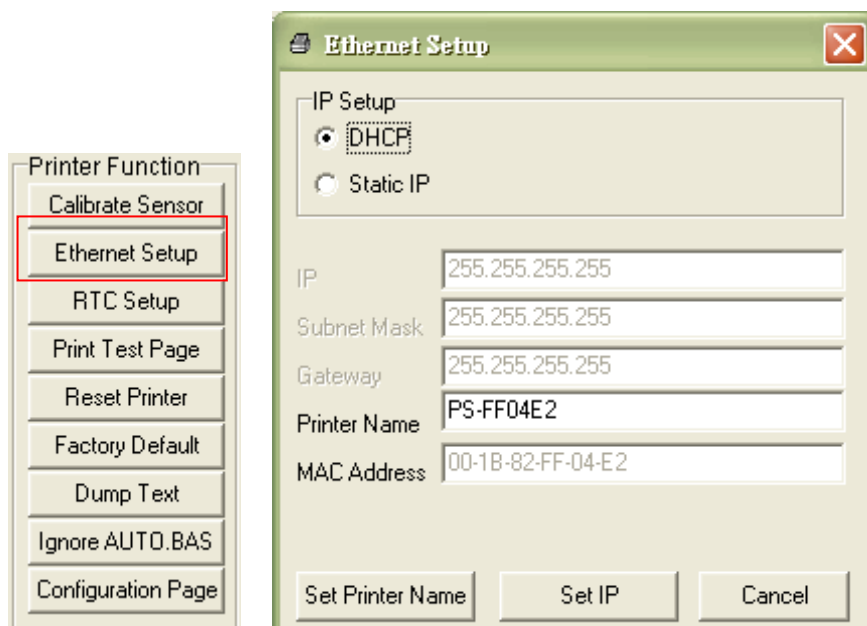 Printer Function
Calibrate Sensor
Ethernet Setup
RTC Setup
Print Test Page
Reset Printer
Factory Default
Dump Text
Ignore AUTO.BAS
Configuration Page
Ethernet Setup
IP Setup
DHCP
Static IP
IP 255.255.255.255
Subnet Mask 255.255.255.255
Gateway 255.255.255.255
Printer Name PS-FF04E2
MAC Address 00-1B-82-FF-04-E2
Set Printer Name Set IP Cancel